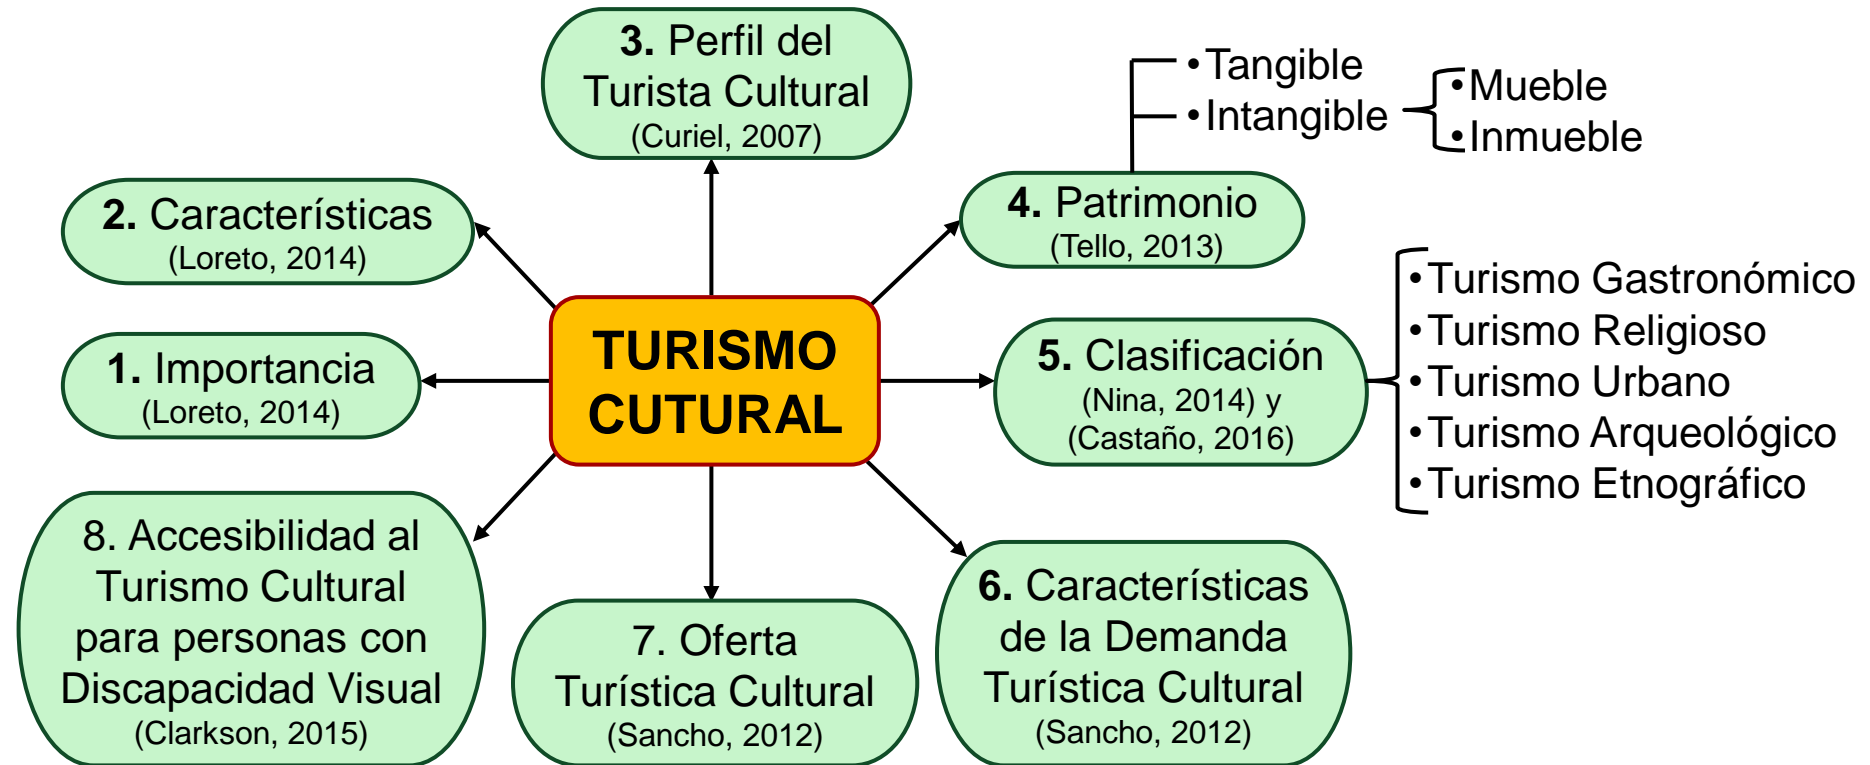 3. Perfil del
Turista Cultural
(Curiel, 2007)
•Tangible
•Intangible
•Mueble
•Inmueble
2. Características
(Loreto, 2014)
4. Patrimonio
(Tello, 2013)
1. Importancia
(Loreto, 2014)
TURISMO
CUTURAL
5. Clasificación
(Nina, 2014) y
(Castaño, 2016)
•Turismo Gastronómico
•Turismo Religioso
•Turismo Urbano
•Turismo Arqueológico
•Turismo Etnográfico
8. Accesibilidad al
Turismo Cultural
para personas con
Discapacidad Visual
(Clarkson, 2015)
7. Oferta
Turística Cultural
(Sancho, 2012)
6. Características
de la Demanda
Turística Cultural
(Sancho, 2012)